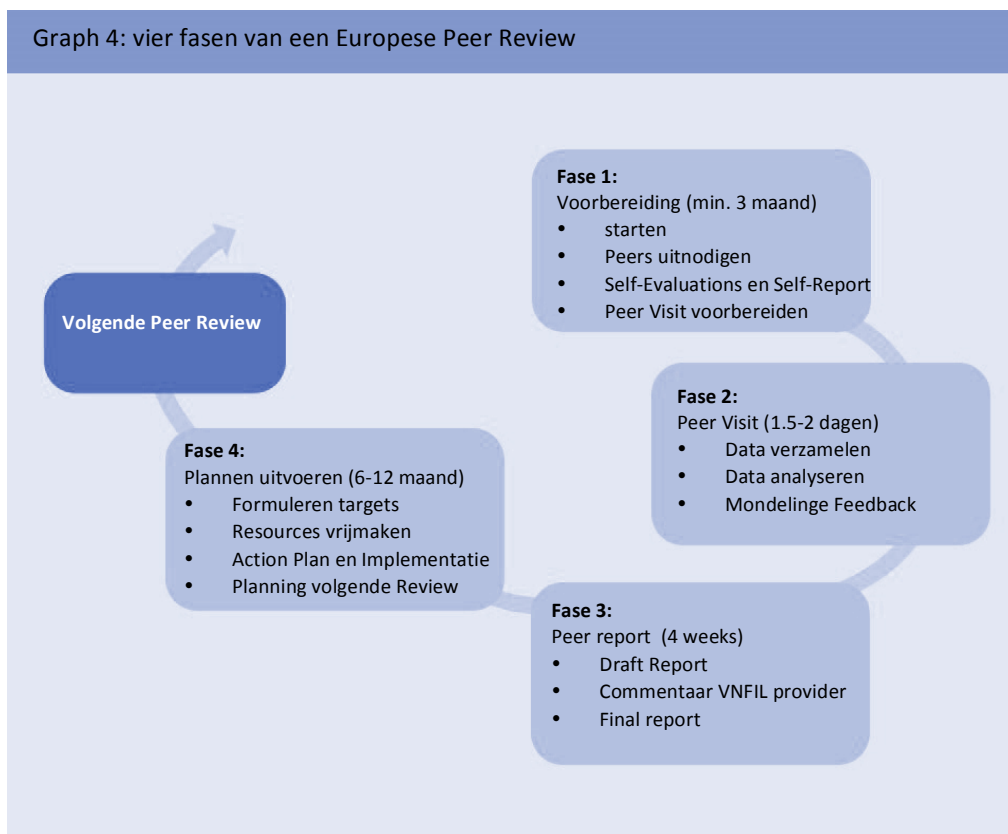 Graph 4: vier fasen van een Europese Peer Review
Fase 1:
Voorbereiding (min. 3 maand)
• starten
• Peers uitnodigen
• Self-Evaluations en Self-Report
• Peer Visit voorbereiden
Fase 2:
Peer Visit (1.5-2 dagen)
• Data verzamelen
• Data analyseren
• Mondelinge Feedback
Fase 3:
Peer report (4 weeks)
• Draft Report
• Commentaar VNFIL provider
• Final report
Fase 4:
Plannen uitvoeren (6-12 maand)
• Formuleren targets
• Resources vrijmaken
• Action Plan en Implementatie
• Planning volgende Review
Volgende Peer Review